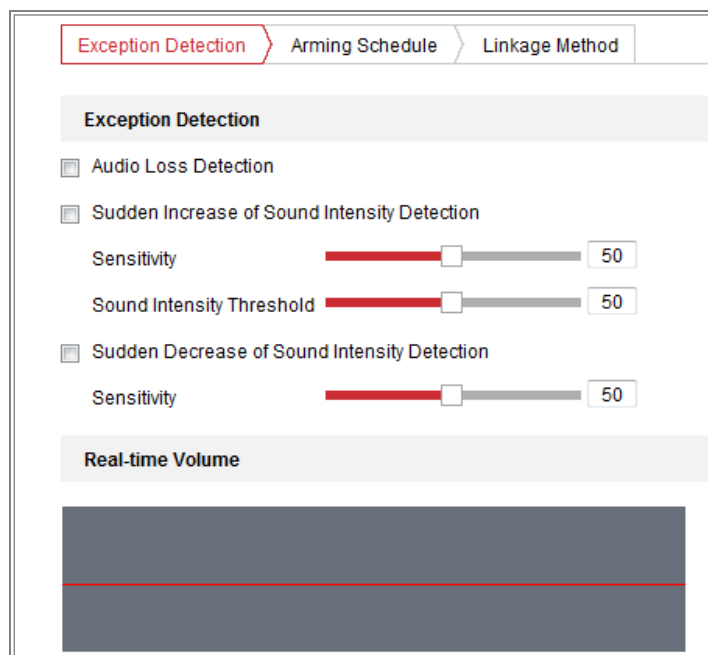 Exception Detection Arming Schedule Linkage Method
Exception Detection
Audio Loss Detection
Sudden Increase of Sound Intensity Detection
Sensitivity 50
Sound Intensity Threshold 50
Sudden Decrease of Sound Intensity Detection
Sensitivity 50
Real-time Volume